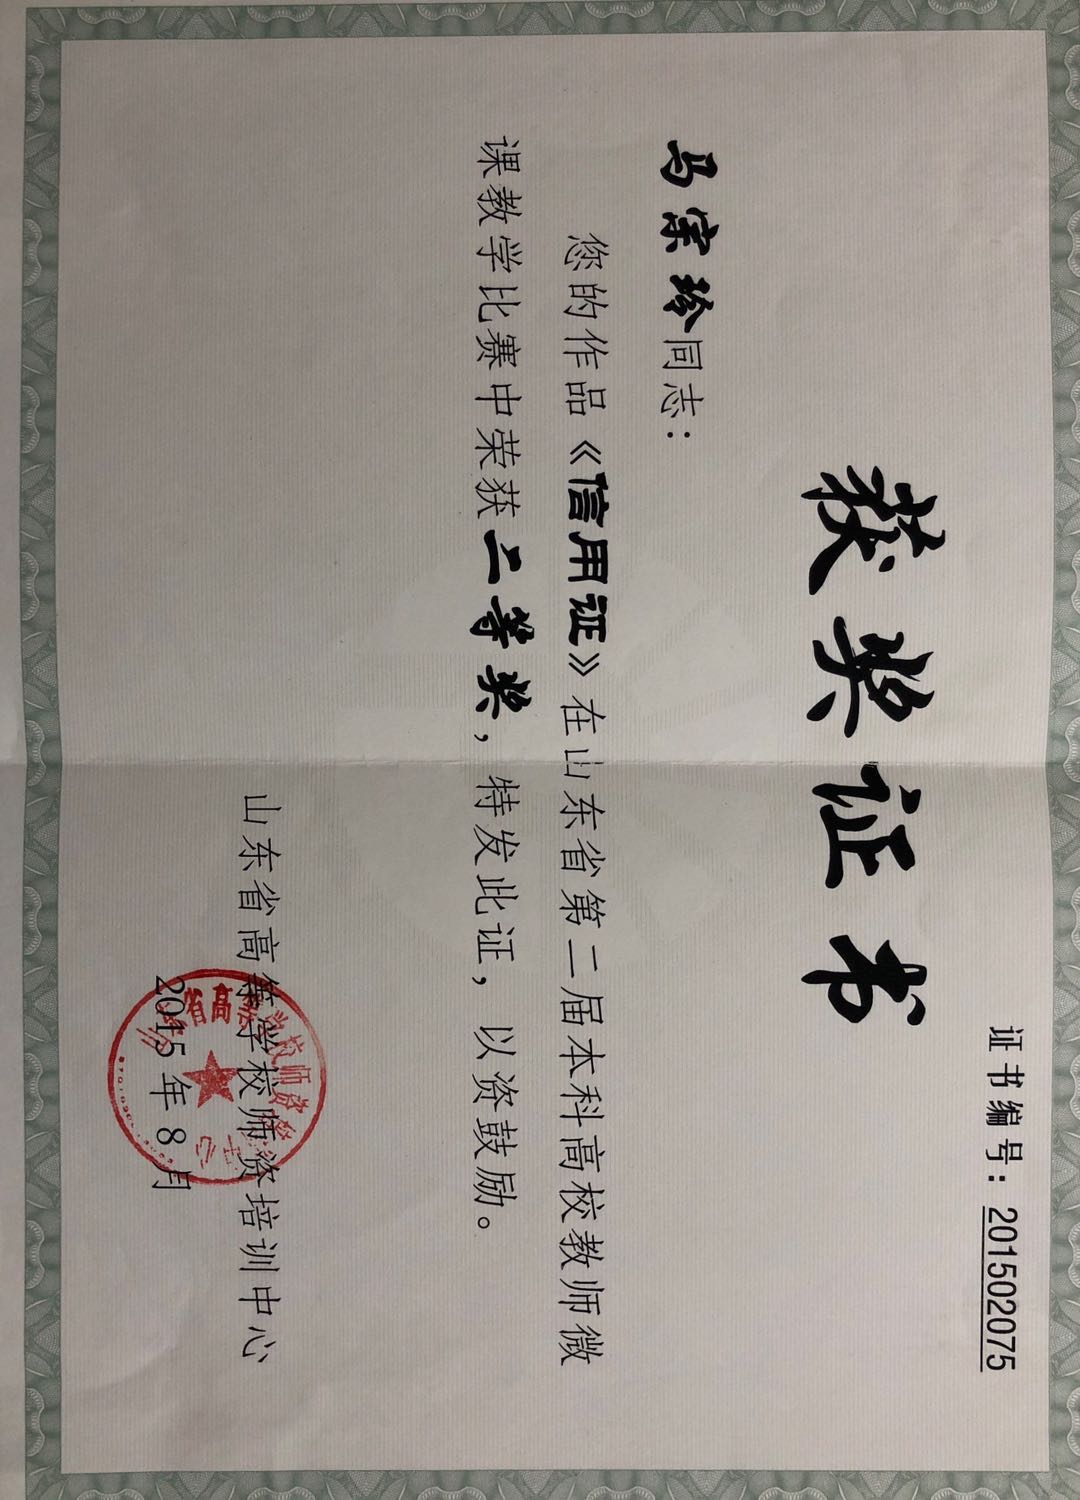 证书编号：201502075
获奖证书
马宗珍同志：
您的作品《信用证》在山东省第二届本科高校教师微
课教学比赛中荣获二等奖，特发此证，以资鼓励。
山东省高等学校师资培训中心
2015年8月